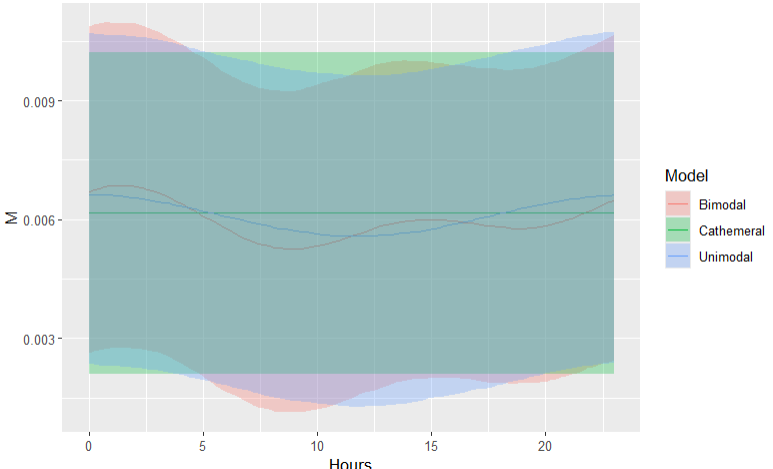 0.009
0.006
0.003
M
0
5
10
15
20
Hours
Model
Bimodal
Cathemeral
Unimodal